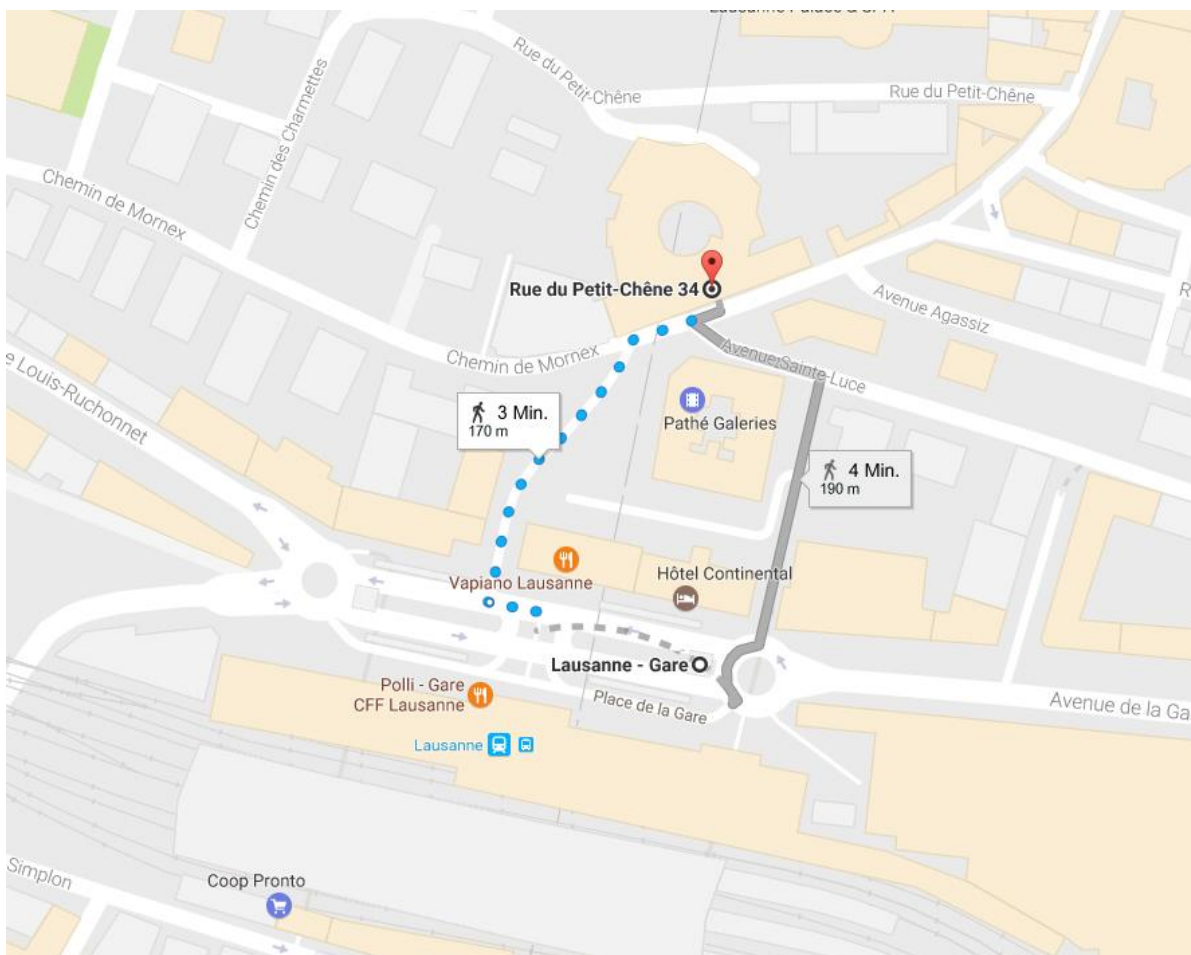 Rue du Petit-Chêne
Rue du Petit-Chêne
Chemin des Charmettes
Chemin de Mornex
Rue du Petit-Chêne 34
Avenue Agassiz
Chemin de Mornex
Avenue Sainte-Luce
Louis-Ruchonnet
3 Min.
170 m
Pathé Galeries
4 Min.
190 m
Vapiano Lausanne
Hôtel Continental
Lausanne - Gare
Polli - Gare
CFF Lausanne
Place de la Gare
Avenue de la Ga
Lausanne
Simplon
Coop Pronto